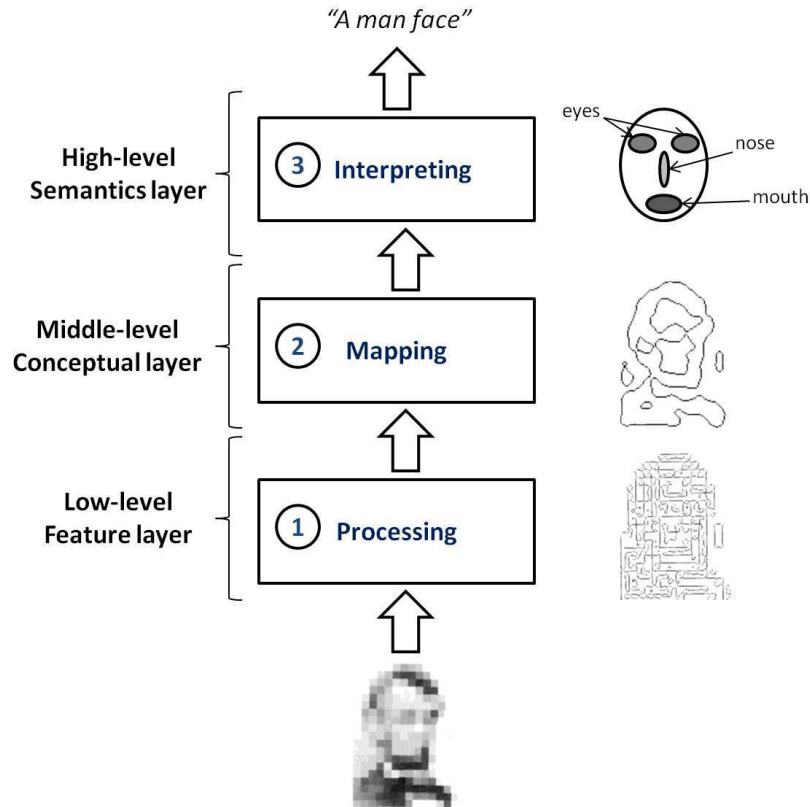 “A man face”
High-level
Semantics layer
3 Interpreting
eyes
nose
mouth
Middle-level
Conceptual layer
2 Mapping
Low-level
Feature layer
1 Processing